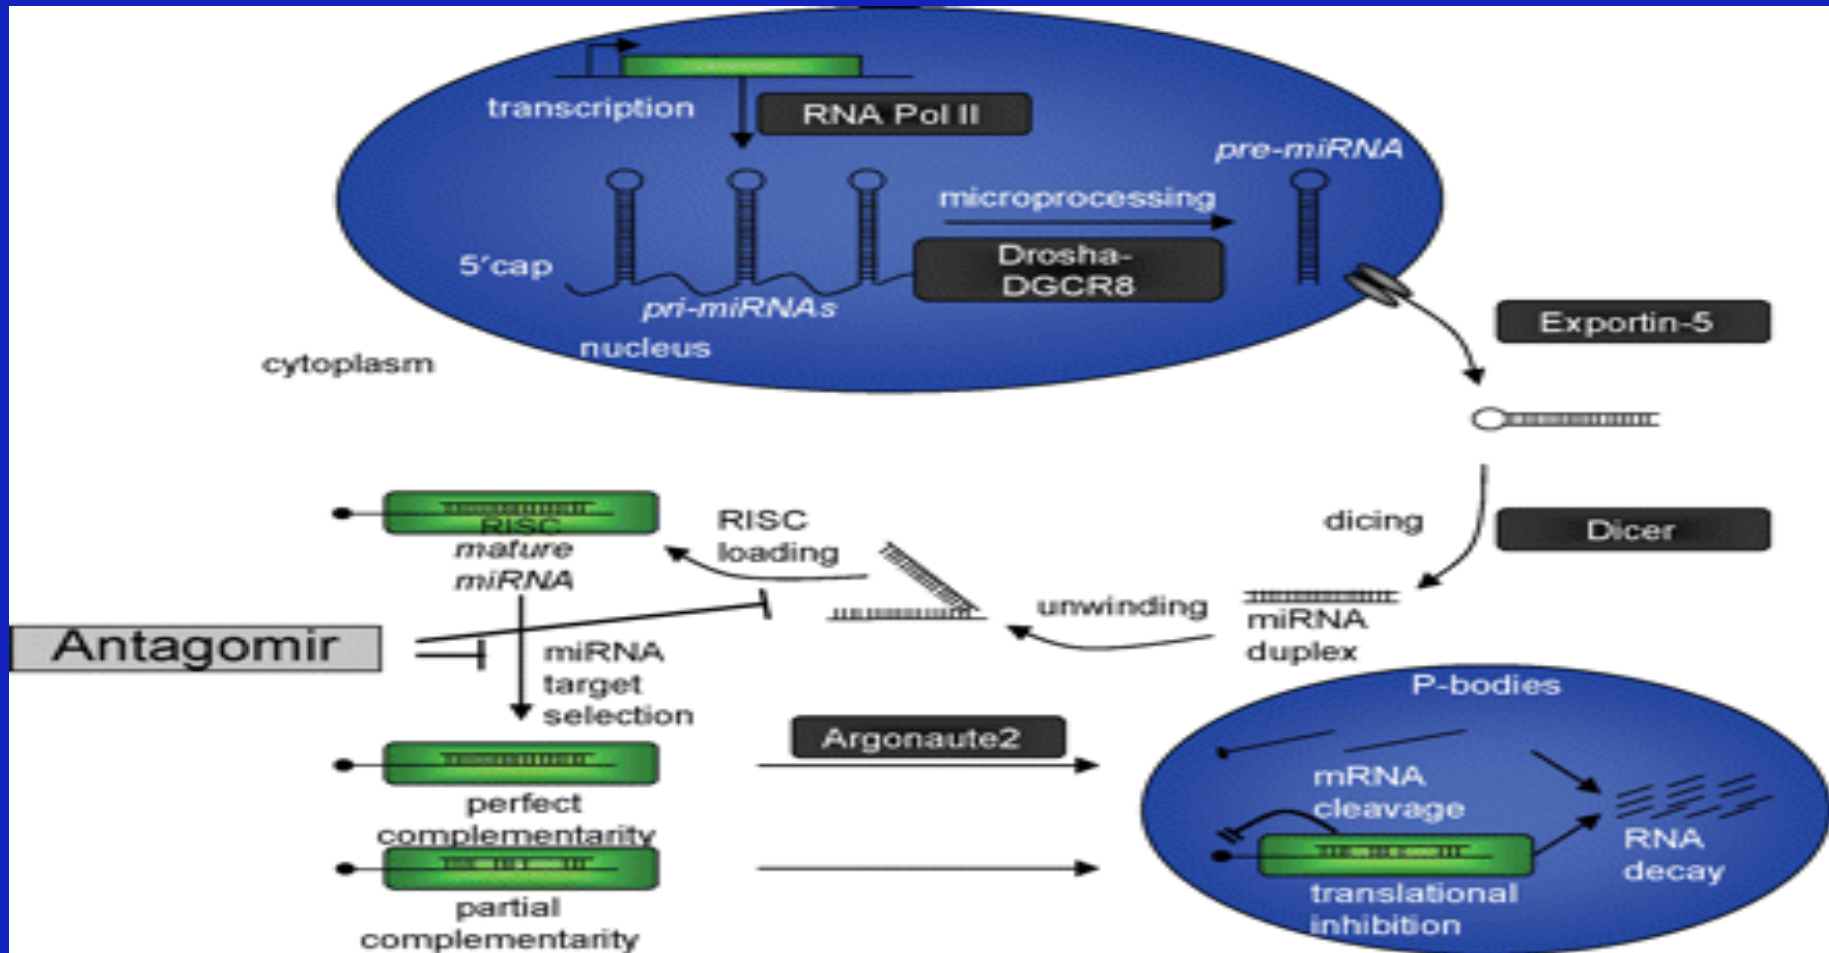 transcription
RNA Pol II
pre-miRNA
microprocessing
Drosha-
DGCR8
5'cap
pri-miRNAs
nucleus
cytoplasm
Exportin-5
dicing
Dicer
miRNA
duplex
unwinding
RISC
loading
RISC
mature
miRNA
Antagomir
miRNA
target
selection
Argonaute2
perfect
complementarity
partial
complementarity
P-bodies
mRNA
cleavage
RNA
decay
translational
inhibition